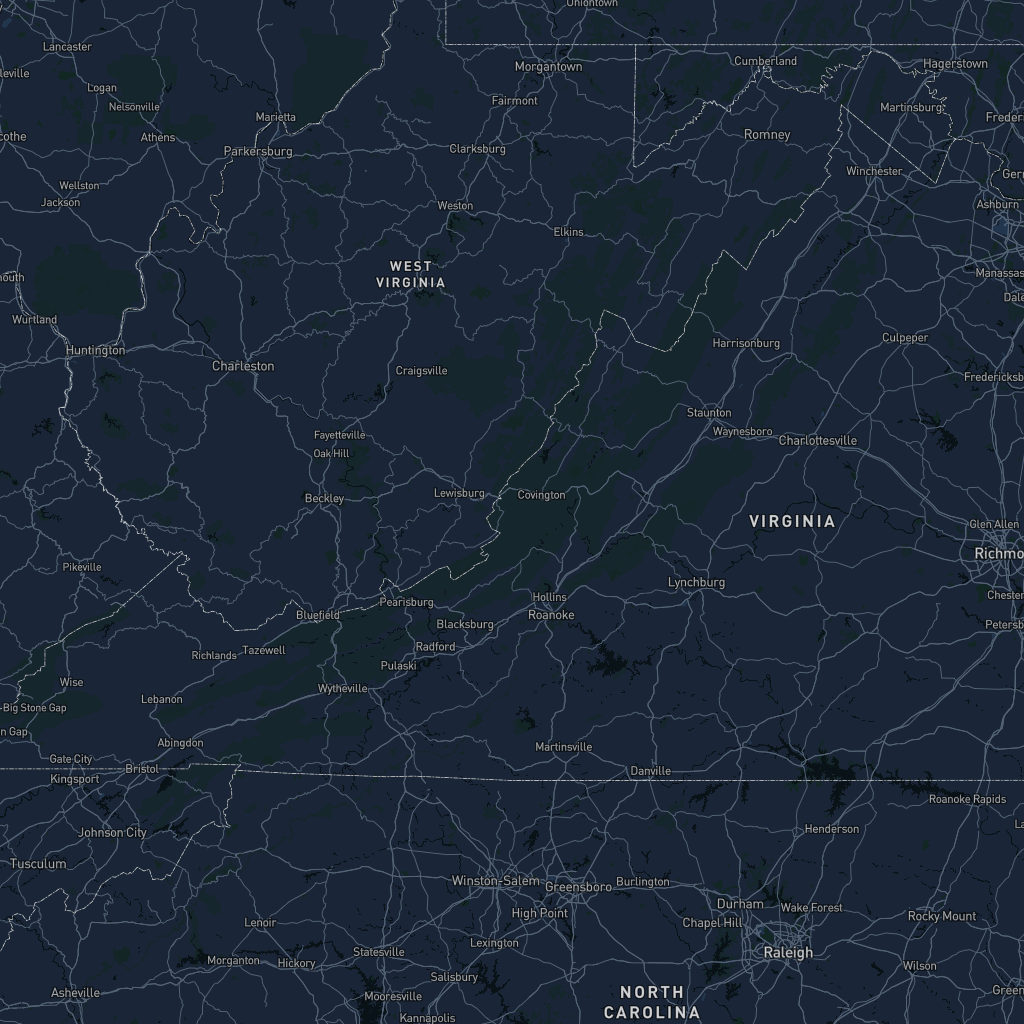 Uniontown
Lancaster
Morgantown
Cumberland
Hagerstown
Logan
Fairmont
Nelsonville
Martinsburg
Marietta
Athens
Clarksburg
Romney
Parkersburg
Winchester
Wellston
Jackson
Weston
Ashburn
Elkins
WEST
VIRGINIA
Manassas
Wurtland
Harrisonburg
Culpeper
Huntington
Charleston
Craigsville
Staunton
Fayetteville
Waynesboro
Charlottesville
Oak Hill
Lewisburg
Covington
Beckley
VIRGINIA
Glen Allen
Richmo
Pikeville
Lynchburg
Hollins
Chester
Pearisburg
Bluefield
Roanoke
Blacksburg
Petersb
Radford
Richlands
Tazewell
Pulaski
Wise
Wytheville
Lebanon
-Big Stone Gap
n Gap
Abingdon
Martinsville
Gate City
Bristol
Danville
Kingsport
Roanoke Rapids
Johnson City
Henderson
Tusculum
Winston-Salem
Greensboro
Burlington
Durham
Wake Forest
High Point
Rocky Mount
Lenoir
Chapel Hill
Lexington
Statesville
Raleigh
Morganton
Hickory
Wilson
Salisbury
Asheville
Mooresville
NORTH
CAROLINA
Kannapolis